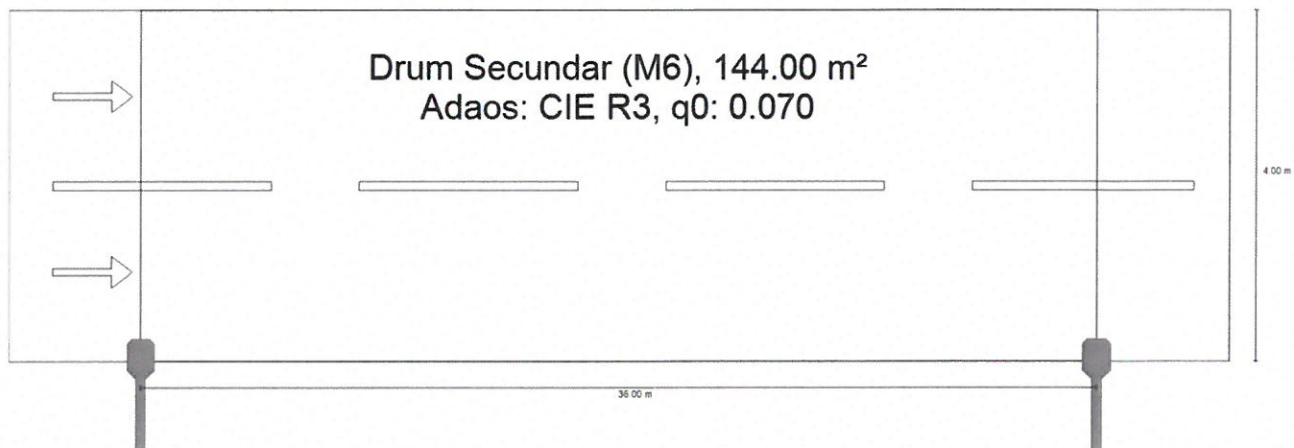 Drum Secundar (M6), 144.00 m²
Adaos: CIE R3, q0: 0.070
4.00 m
36.00 m